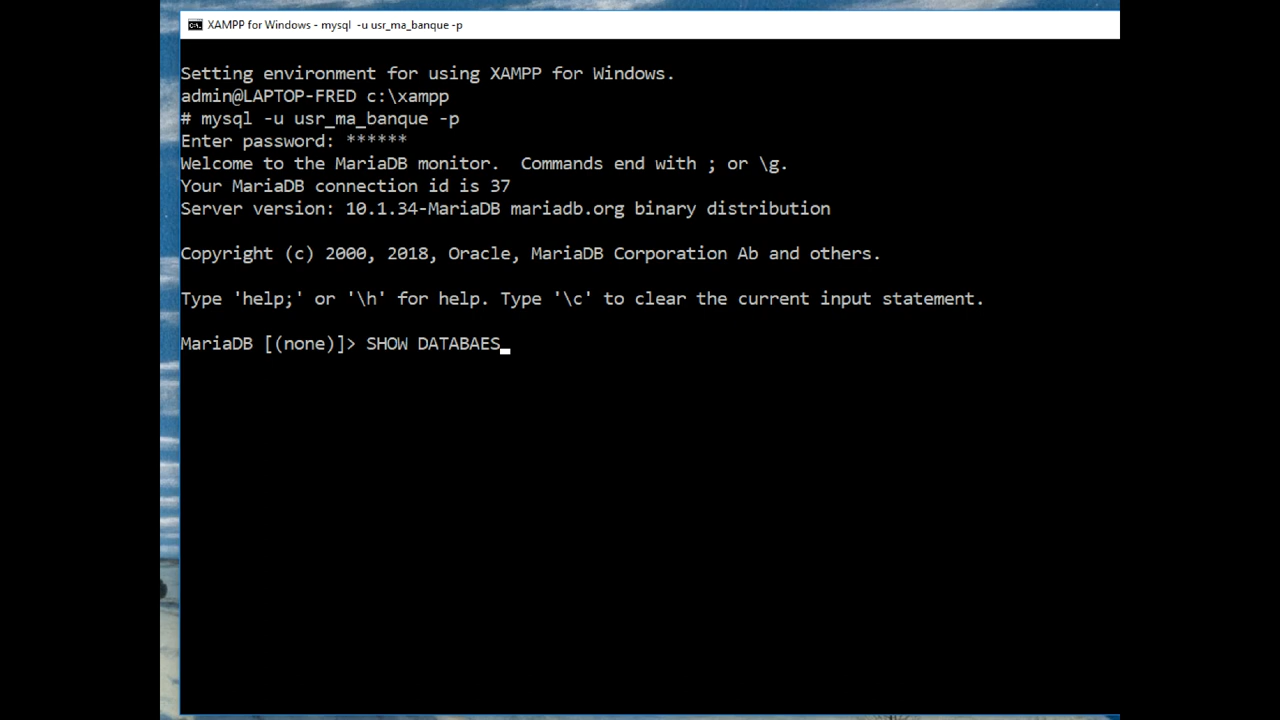 XAMPP for Windows - mysql  -u usr_ma_banque -p
Setting environment for using XAMPP for Windows.
admin@LAPTOP-FRED c:\xampp
# mysql -u usr_ma_banque -p
Enter password: ******
Welcome to the MariaDB monitor.  Commands end with ; or \g.
Your MariaDB connection id is 37
Server version: 10.1.34-MariaDB mariadb.org binary distribution
Copyright (c) 2000, 2018, Oracle, MariaDB Corporation Ab and others.
Type 'help;' or '\h' for help. Type '\c' to clear the current input statement.
MariaDB [(none)]> SHOW DATABAES